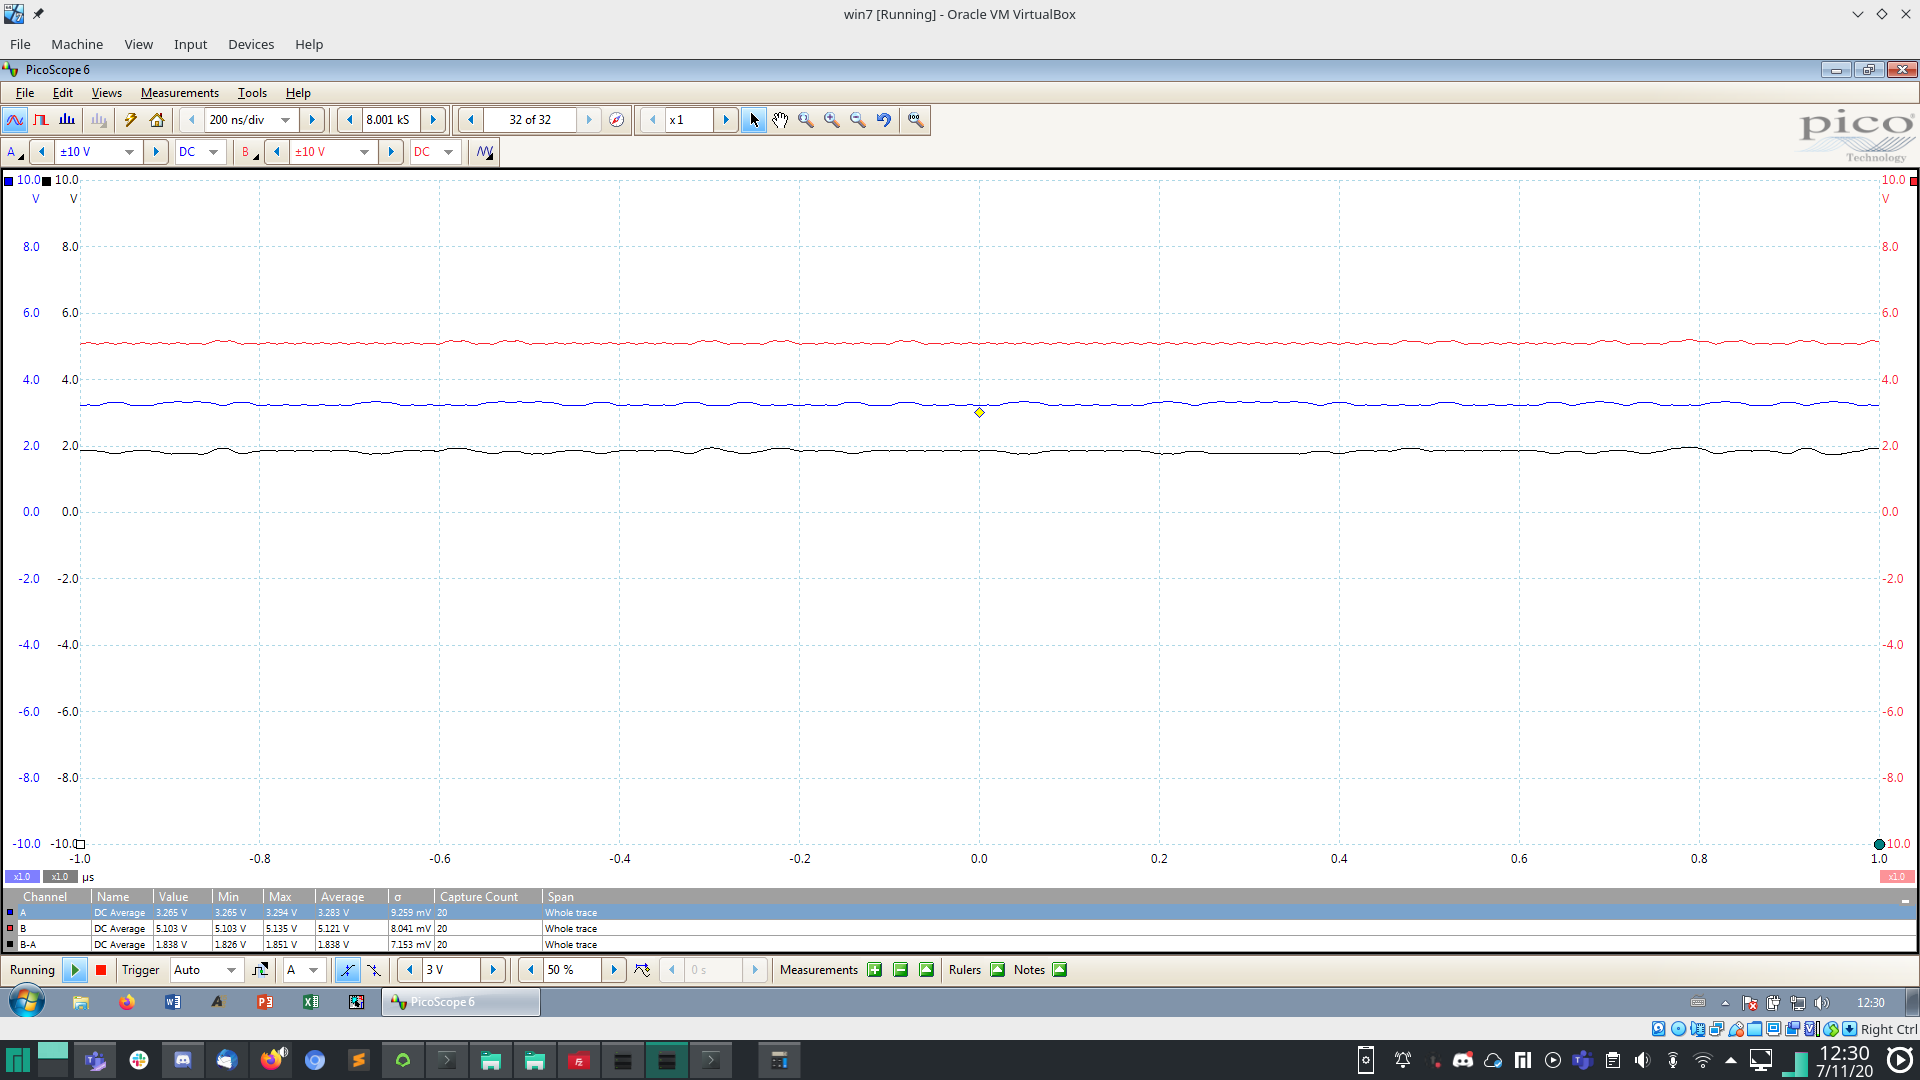 win7 [Running] - Oracle VM VirtualBox
File Machine View Input Devices Help
PicoScope 6
File Edit Views Measurements Tools Help
200 ns/div 8.001 kS 32 of 32 x 1
pico
Technology
A ±10 V DC B ±10 V DC
10.0 10.0 10.0
V V V
8.0 8.0 8.0
6.0 6.0 6.0
4.0 4.0 4.0
2.0 2.0 2.0
0.0 0.0 0.0
-2.0 -2.0 -2.0
-4.0 -4.0 -4.0
-6.0 -6.0 -6.0
-8.0 -8.0 -8.0
-10.0 -10.0 10.0
-1.0 -0.8 -0.6 -0.4 -0.2 0.0 0.2 0.4 0.6 0.8 1.0
x1.0 x1.0 µs x1.0
Channel Name Value Min Max Average σ Capture Count Span
A DC Average 3.265 V 3.265 V 3.294 V 3.283 V 9.259 mV 20 Whole trace
B DC Average 5.103 V 5.103 V 5.135 V 5.121 V 8.041 mV 20 Whole trace
B-A DC Average 1.838 V 1.826 V 1.851 V 1.838 V 7.153 mV 20 Whole trace
Running Trigger Auto A 3 V 50 % 0 s Measurements Rulers Notes
PicoScope 6 12:30
Right Ctrl
12:30
7/11/20